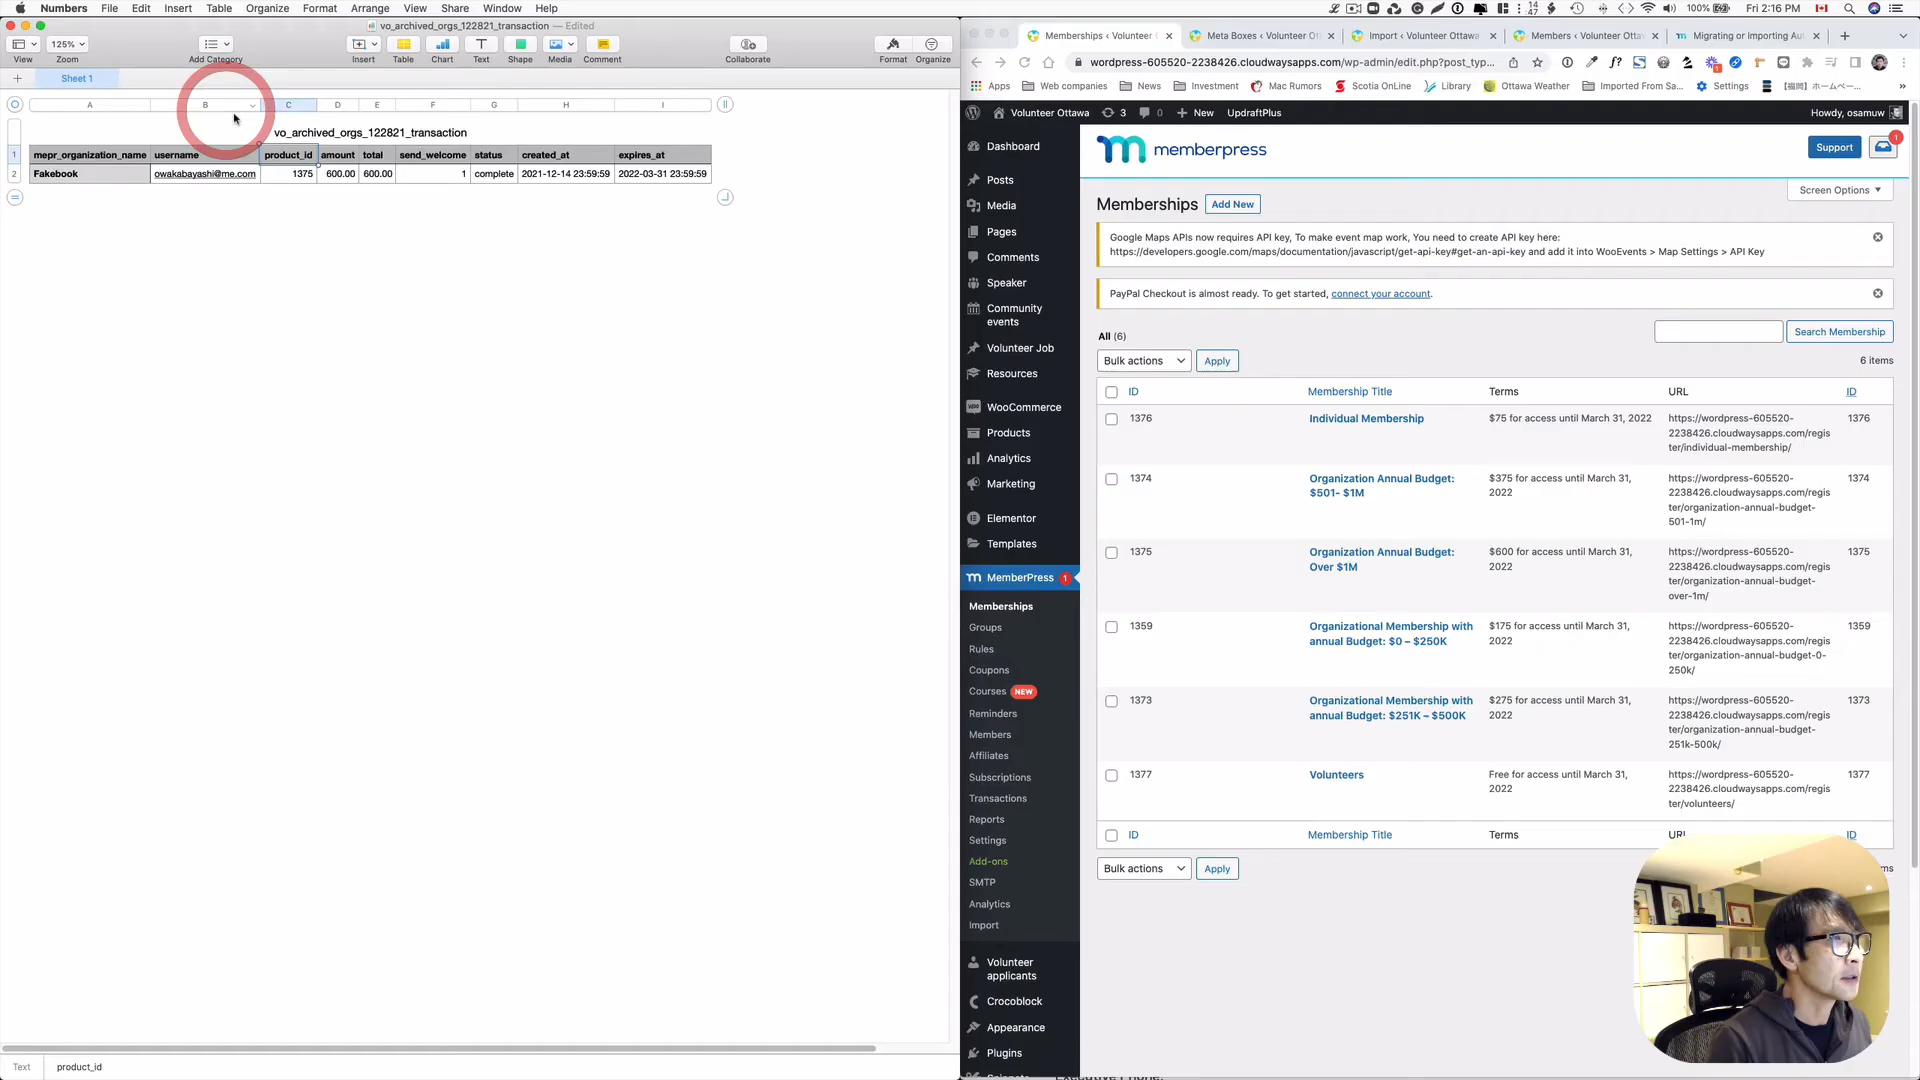 Numbers File Edit Insert Table Organize Format Arrange View Share Window Help
100% Fri 2:16 PM
vo_archived_orgs_122821_transaction — Edited
125%
View Zoom Add Category Insert Table Chart Text Shape Media Comment Collaborate Format Organize
Sheet 1
A B C D E F G H I
vo_archived_orgs_122821_transaction
1 mepr_organization_name username product_id amount total send_welcome status created_at expires_at
2 Fakebook owakabayashi@me.com 1375 600.00 600.00 1 complete 2021-12-14 23:59:59 2022-03-31 23:59:59
Text product_id
Memberships ‹ Volunteer Meta Boxes ‹ Volunteer Ot Import ‹ Volunteer Ottawa Members ‹ Volunteer Ottawa Migrating or Importing Aut
wordpress-605520-2238426.cloudwaysapps.com/wp-admin/edit.php?post_typ...
Apps Web companies News Investment Mac Rumors Scotia OnLine Library Ottawa Weather Imported From Sa... Settings
Volunteer Ottawa 3 0 New UpdraftPlus Howdy, osamuw
Dashboard
Posts
Media
Pages
Comments
Speaker
Community
events
Volunteer Job
Resources
WooCommerce
Products
Analytics
Marketing
Elementor
Templates
MemberPress 1
Memberships
Groups
Rules
Coupons
Courses NEW
Reminders
Members
Affiliates
Subscriptions
Transactions
Reports
Settings
Add-ons
SMTP
Analytics
Import
Volunteer
applicants
Crocoblock
Appearance
Plugins
memberpress
Support 1
Screen Options
Memberships Add New
Google Maps APIs now requires API key, To make event map work, You need to create API key here:
https://developers.google.com/maps/documentation/javascript/get-api-key#get-an-api-key and add it into WooEvents > Map Settings > API Key
PayPal Checkout is almost ready. To get started, connect your account.
All (6)
Search Membership
Bulk actions Apply 6 items
ID Membership Title Terms URL ID
1376 Individual Membership $75 for access until March 31, 2022 https://wordpress-605520- 1376
2238426.cloudwaysapps.com/regis
ter/individual-membership/
1374 Organization Annual Budget: $375 for access until March 31, https://wordpress-605520- 1374
$501- $1M 2022 2238426.cloudwaysapps.com/regis
ter/organization-annual-budget-
501-1m/
1375 Organization Annual Budget: $600 for access until March 31, https://wordpress-605520- 1375
Over $1M 2022 2238426.cloudwaysapps.com/regis
ter/organization-annual-budget-
over-1m/
1359 Organizational Membership with $175 for access until March 31, https://wordpress-605520- 1359
annual Budget: $0 – $250K 2022 2238426.cloudwaysapps.com/regis
ter/organization-annual-budget-0-
250k/
1373 Organizational Membership with $275 for access until March 31, https://wordpress-605520- 1373
annual Budget: $251K – $500K 2022 2238426.cloudwaysapps.com/regis
ter/organization-annual-budget-
251k-500k/
1377 Volunteers Free for access until March 31, https://wordpress-605520- 1377
2022 2238426.cloudwaysapps.com/regis
ter/volunteers/
ID Membership Title Terms URL ID
Bulk actions Apply